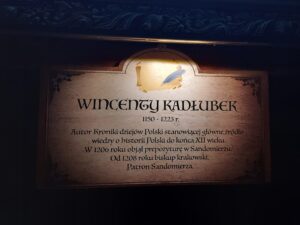 WINCENTY KADŁUBEK
1150 - 1223 r.
Autor Kroniki dziejów Polski stanowiącej główne źródło
wiedzy o historii Polski do końca XII wieku.
W 1206 roku objął prepozyturę w Sandomierzu.
Od 1208 roku biskup krakowski.
Patron Sandomierza.